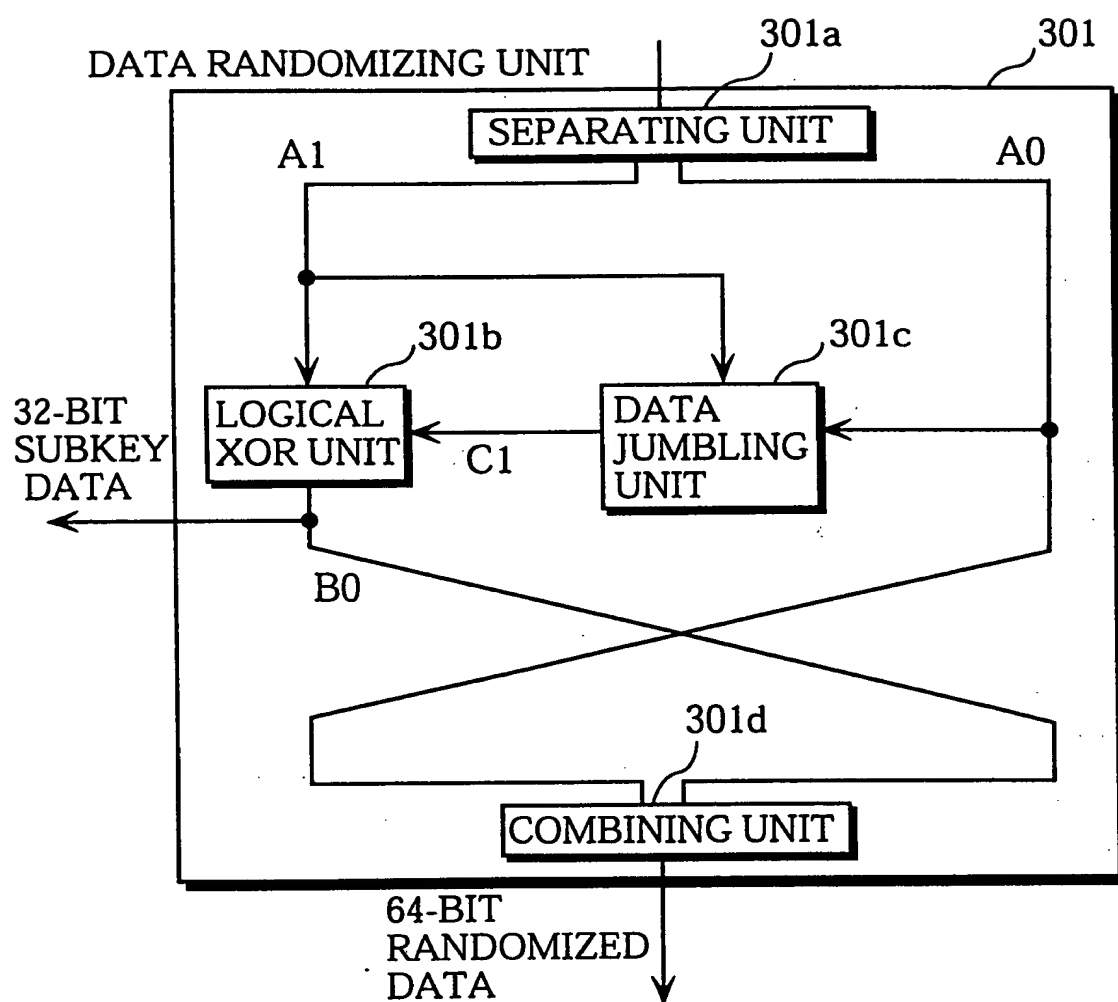 301a
301
DATA RANDOMIZING UNIT
SEPARATING UNIT
A1
A0
301b
301c
LOGICAL
XOR UNIT
DATA
JUMBLING
UNIT
C1
32-BIT
SUBKEY
DATA
B0
301d
COMBINING UNIT
64-BIT
RANDOMIZED
DATA